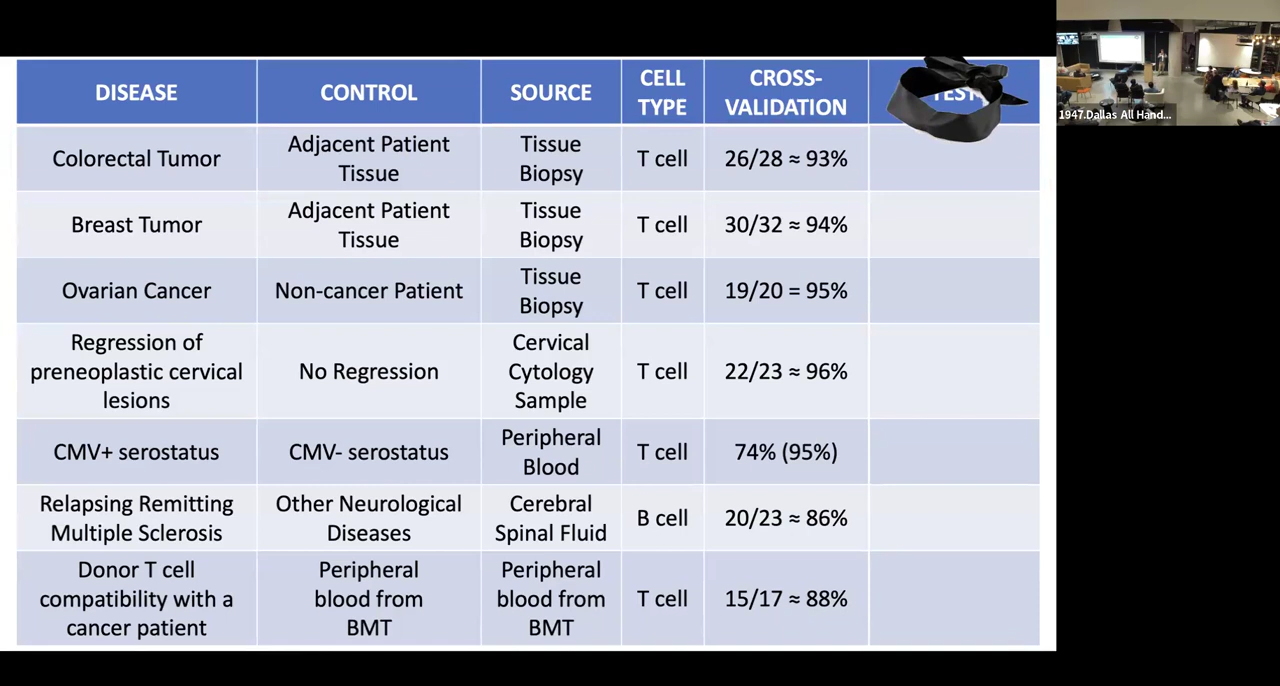 DISEASE
CONTROL
SOURCE
CELL
TYPE
CROSS-
VALIDATION
TEST
Colorectal Tumor
Adjacent Patient
Tissue
Tissue
Biopsy
T cell
26/28 ≈ 93%
Breast Tumor
Adjacent Patient
Tissue
Tissue
Biopsy
T cell
30/32 ≈ 94%
Ovarian Cancer
Non-cancer Patient
Tissue
Biopsy
T cell
19/20 = 95%
Regression of
preneoplastic cervical
lesions
No Regression
Cervical
Cytology
Sample
T cell
22/23 ≈ 96%
CMV+ serostatus
CMV- serostatus
Peripheral
Blood
T cell
74% (95%)
Relapsing Remitting
Multiple Sclerosis
Other Neurological
Diseases
Cerebral
Spinal Fluid
B cell
20/23 ≈ 86%
Donor T cell
compatibility with a
cancer patient
Peripheral
blood from
BMT
Peripheral
blood from
BMT
T cell
15/17 ≈ 88%
1947.Dallas All Hand...